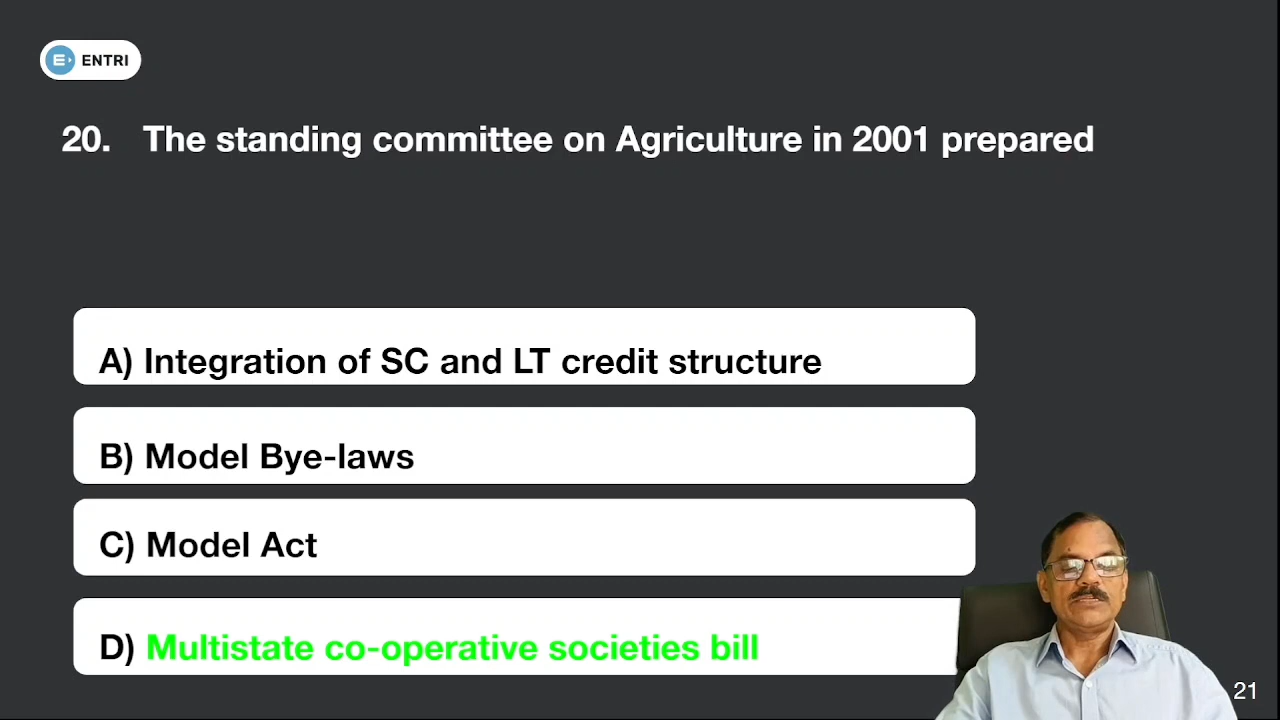 ENTRI
20. The standing committee on Agriculture in 2001 prepared
A) Integration of SC and LT credit structure
B) Model Bye-laws
C) Model Act
D) Multistate co-operative societies bill
21